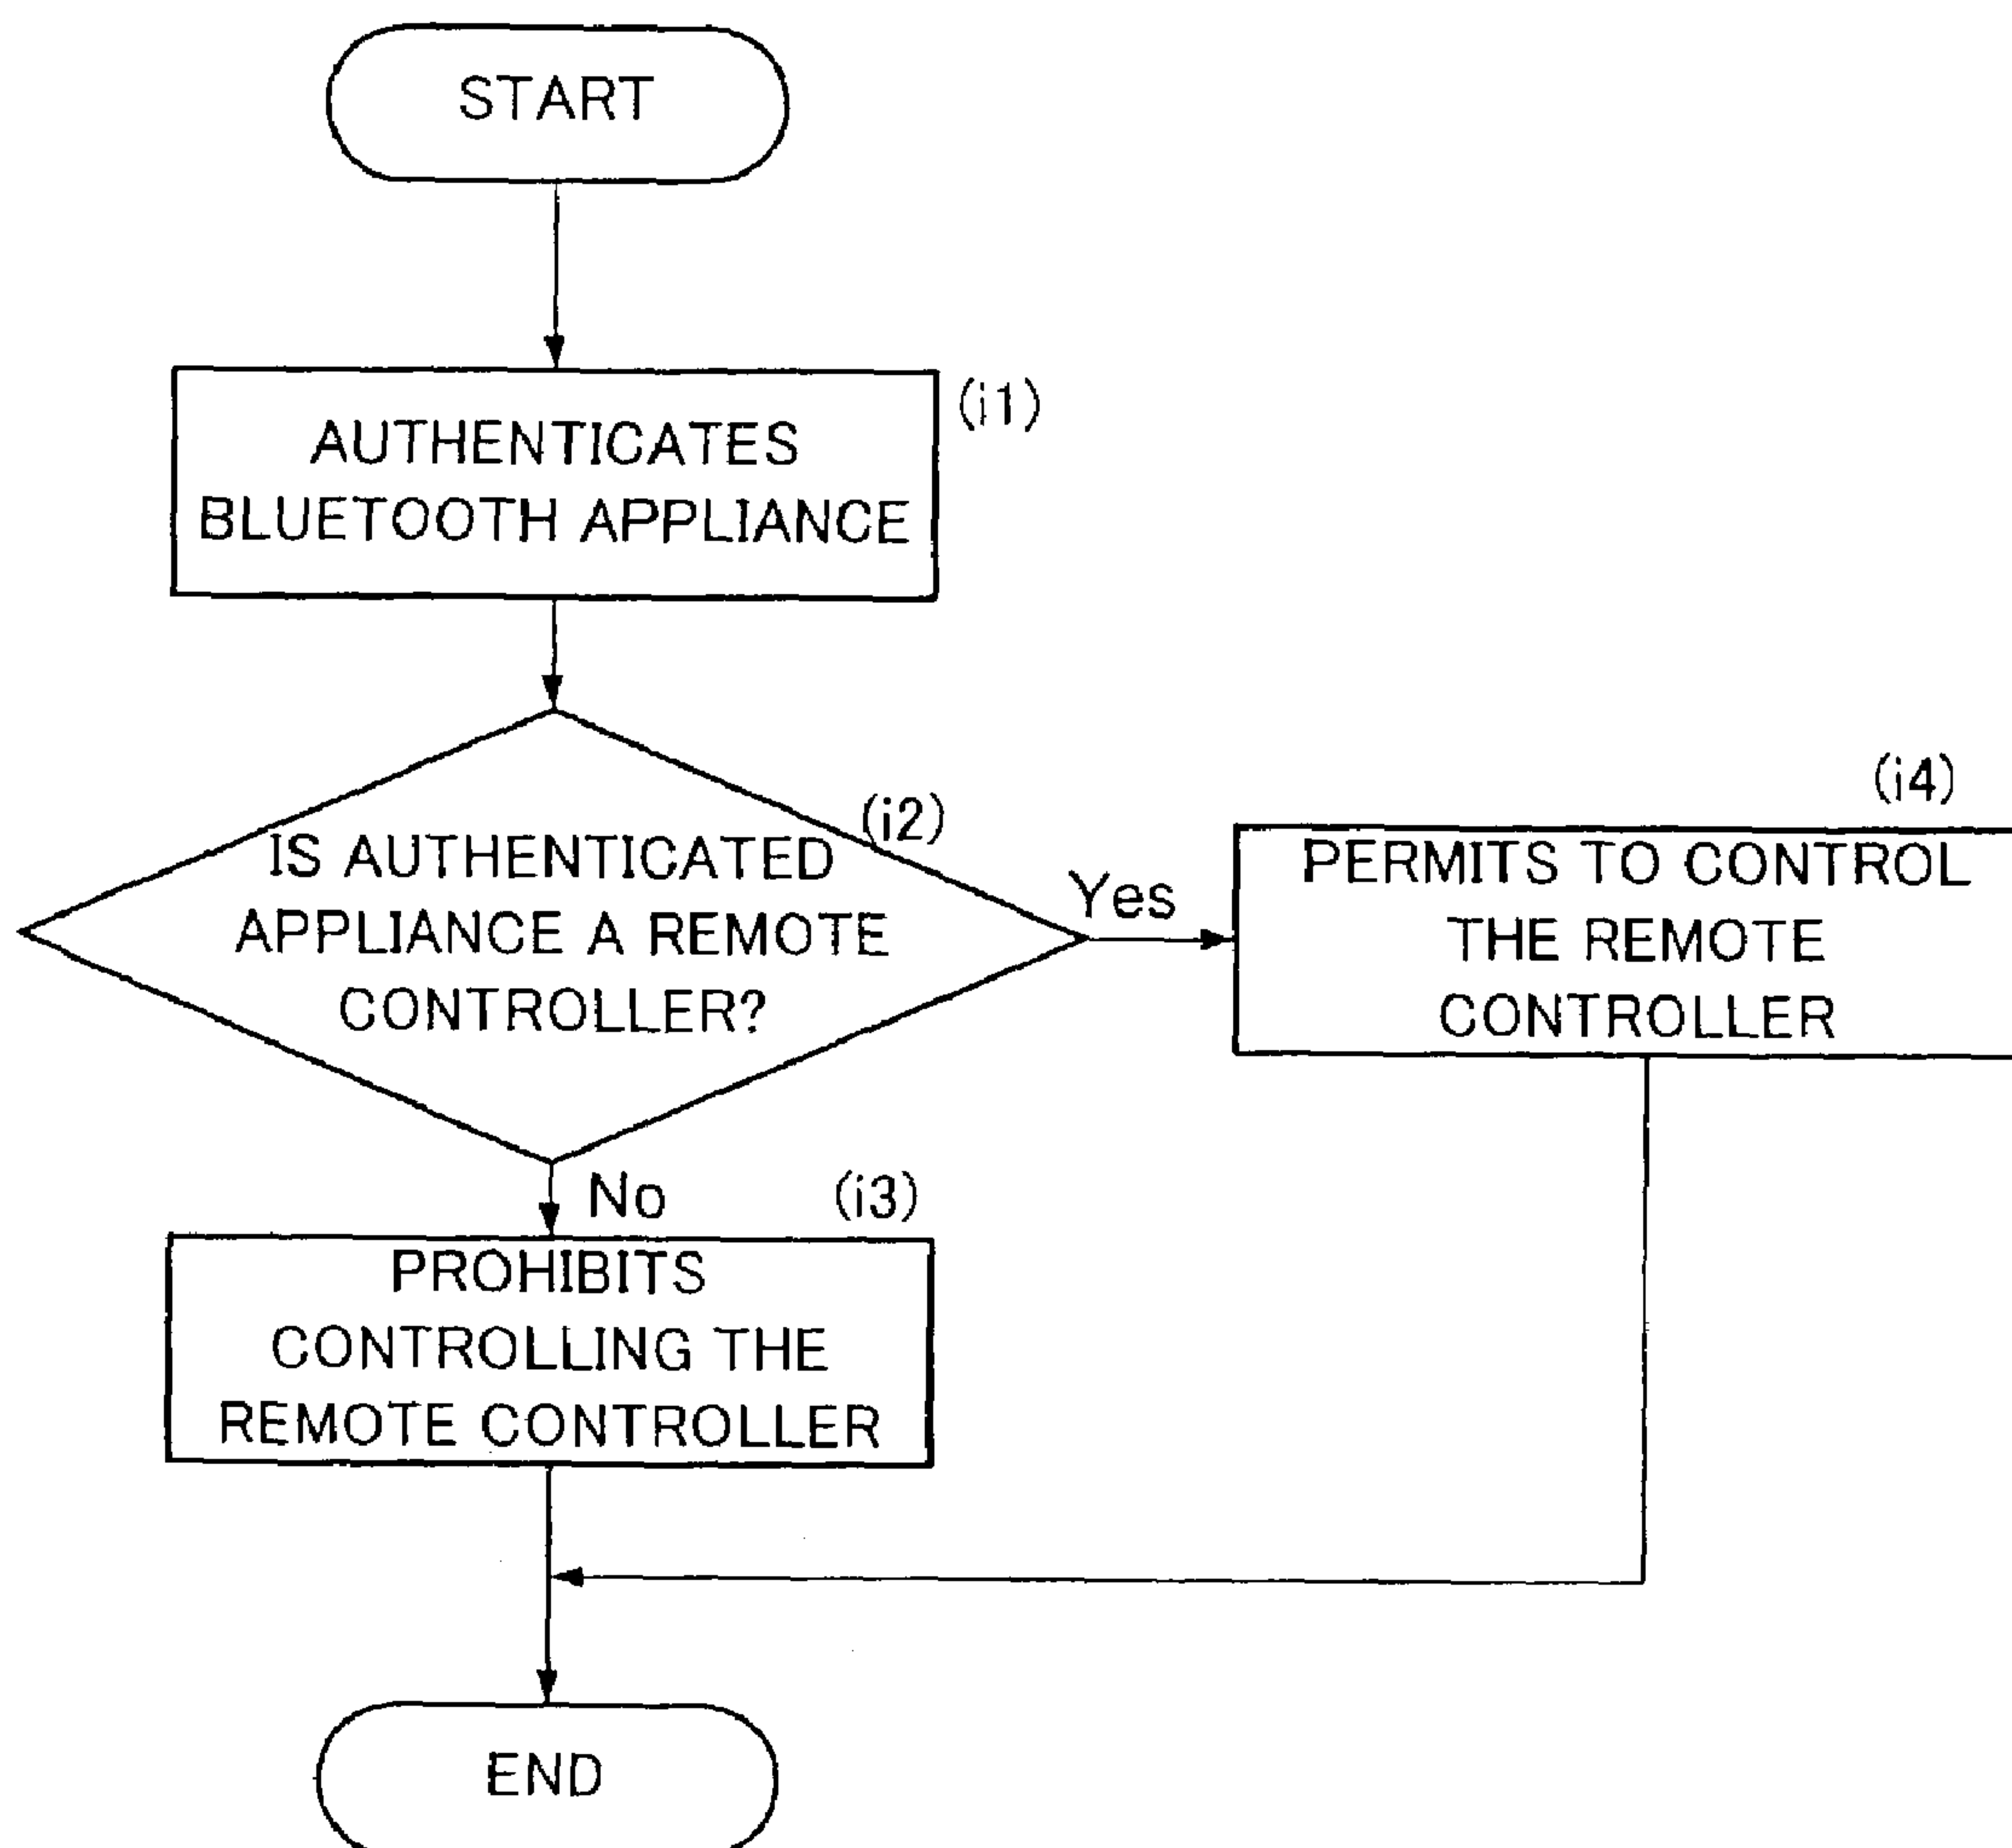 START
(i1)
AUTHENTICATES
BLUETOOTH APPLIANCE
(i2)
IS AUTHENTICATED
APPLIANCE A REMOTE
CONTROLLER?
Yes
(i4)
PERMITS TO CONTROL
THE REMOTE
CONTROLLER
No
(i3)
PROHIBITS
CONTROLLING THE
REMOTE CONTROLLER
END